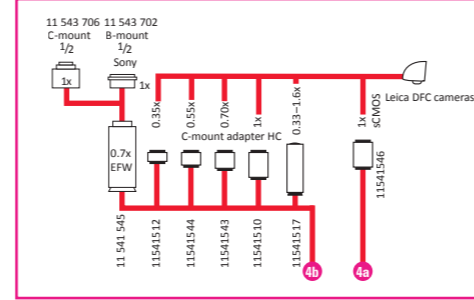 11 543 706
C-mount
1/2
11 543 702
B-mount
1/2
Sony
1x
1x
0.35x
0.55x
0.70x
1x
0.33–1.6x
1x
sCMOS
Leica DFC cameras
C-mount adapter HC
0.7x
EFW
11 541 545
11541512
11541544
11541543
11541510
11541517
11541546
4b
4a